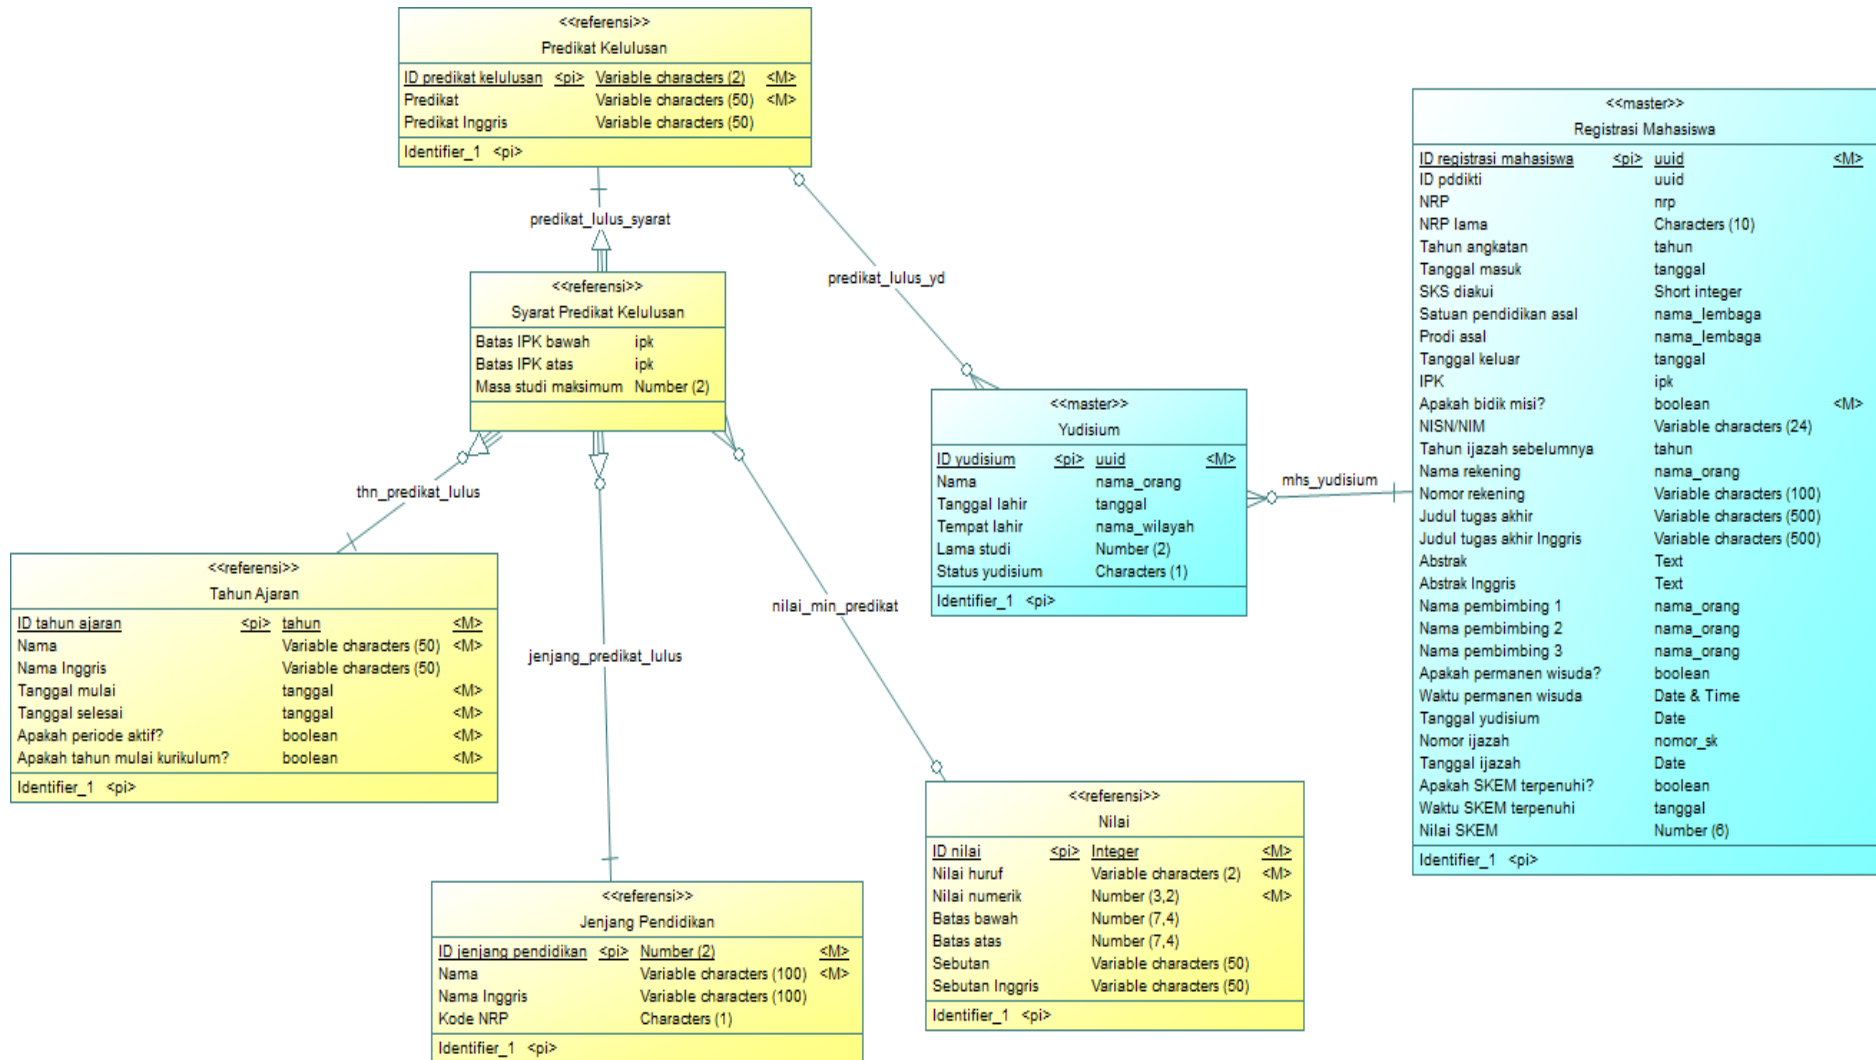 <<referensi>>
Predikat Kelulusan
ID predikat kelulusan <pi> Variable characters (2) <M>
Predikat Variable characters (50) <M>
Predikat Inggris Variable characters (50)
Identifier_1 <pi>
predikat_lulus_syarat
<<referensi>>
Syarat Predikat Kelulusan
Batas IPK bawah ipk
Batas IPK atas ipk
Masa studi maksimum Number (2)
predikat_lulus_yd
thn_predikat_lulus
jenjang_predikat_lulus
nilai_min_predikat
mhs_yudisium
<<referensi>>
Tahun Ajaran
ID tahun ajaran <pi> tahun <M>
Nama Variable characters (50) <M>
Nama Inggris Variable characters (50)
Tanggal mulai tanggal <M>
Tanggal selesai tanggal <M>
Apakah periode aktif? boolean <M>
Apakah tahun mulai kurikulum? boolean <M>
Identifier_1 <pi>
<<referensi>>
Jenjang Pendidikan
ID jenjang pendidikan <pi> Number (2) <M>
Nama Variable characters (100) <M>
Nama Inggris Variable characters (100)
Kode NRP Characters (1)
Identifier_1 <pi>
<<master>>
Yudisium
ID yudisium <pi> uuid <M>
Nama nama_orang
Tanggal lahir tanggal
Tempat lahir nama_wilayah
Lama studi Number (2)
Status yudisium Characters (1)
Identifier_1 <pi>
<<referensi>>
Nilai
ID nilai <pi> Integer <M>
Nilai huruf Variable characters (2) <M>
Nilai numerik Number (3,2) <M>
Batas bawah Number (7,4)
Batas atas Number (7,4)
Sebutan Variable characters (50)
Sebutan Inggris Variable characters (50)
Identifier_1 <pi>
<<master>>
Registrasi Mahasiswa
ID registrasi mahasiswa <pi> uuid <M>
ID pddikti uuid
NRP nrp
NRP lama Characters (10)
Tahun angkatan tahun
Tanggal masuk tanggal
SKS diakui Short integer
Satuan pendidikan asal nama_lembaga
Prodi asal nama_lembaga
Tanggal keluar tanggal
IPK ipk
Apakah bidik misi? boolean <M>
NISN/NIM Variable characters (24)
Tahun ijazah sebelumnya tahun
Nama rekening nama_orang
Nomor rekening Variable characters (100)
Judul tugas akhir Variable characters (500)
Judul tugas akhir Inggris Variable characters (500)
Abstrak Text
Abstrak Inggris Text
Nama pembimbing 1 nama_orang
Nama pembimbing 2 nama_orang
Nama pembimbing 3 nama_orang
Apakah permanen wisuda? boolean
Waktu permanen wisuda Date & Time
Tanggal yudisium Date
Nomor ijazah nomor_sk
Tanggal ijazah Date
Apakah SKEM terpenuhi? boolean
Waktu SKEM terpenuhi tanggal
Nilai SKEM Number (6)
Identifier_1 <pi>